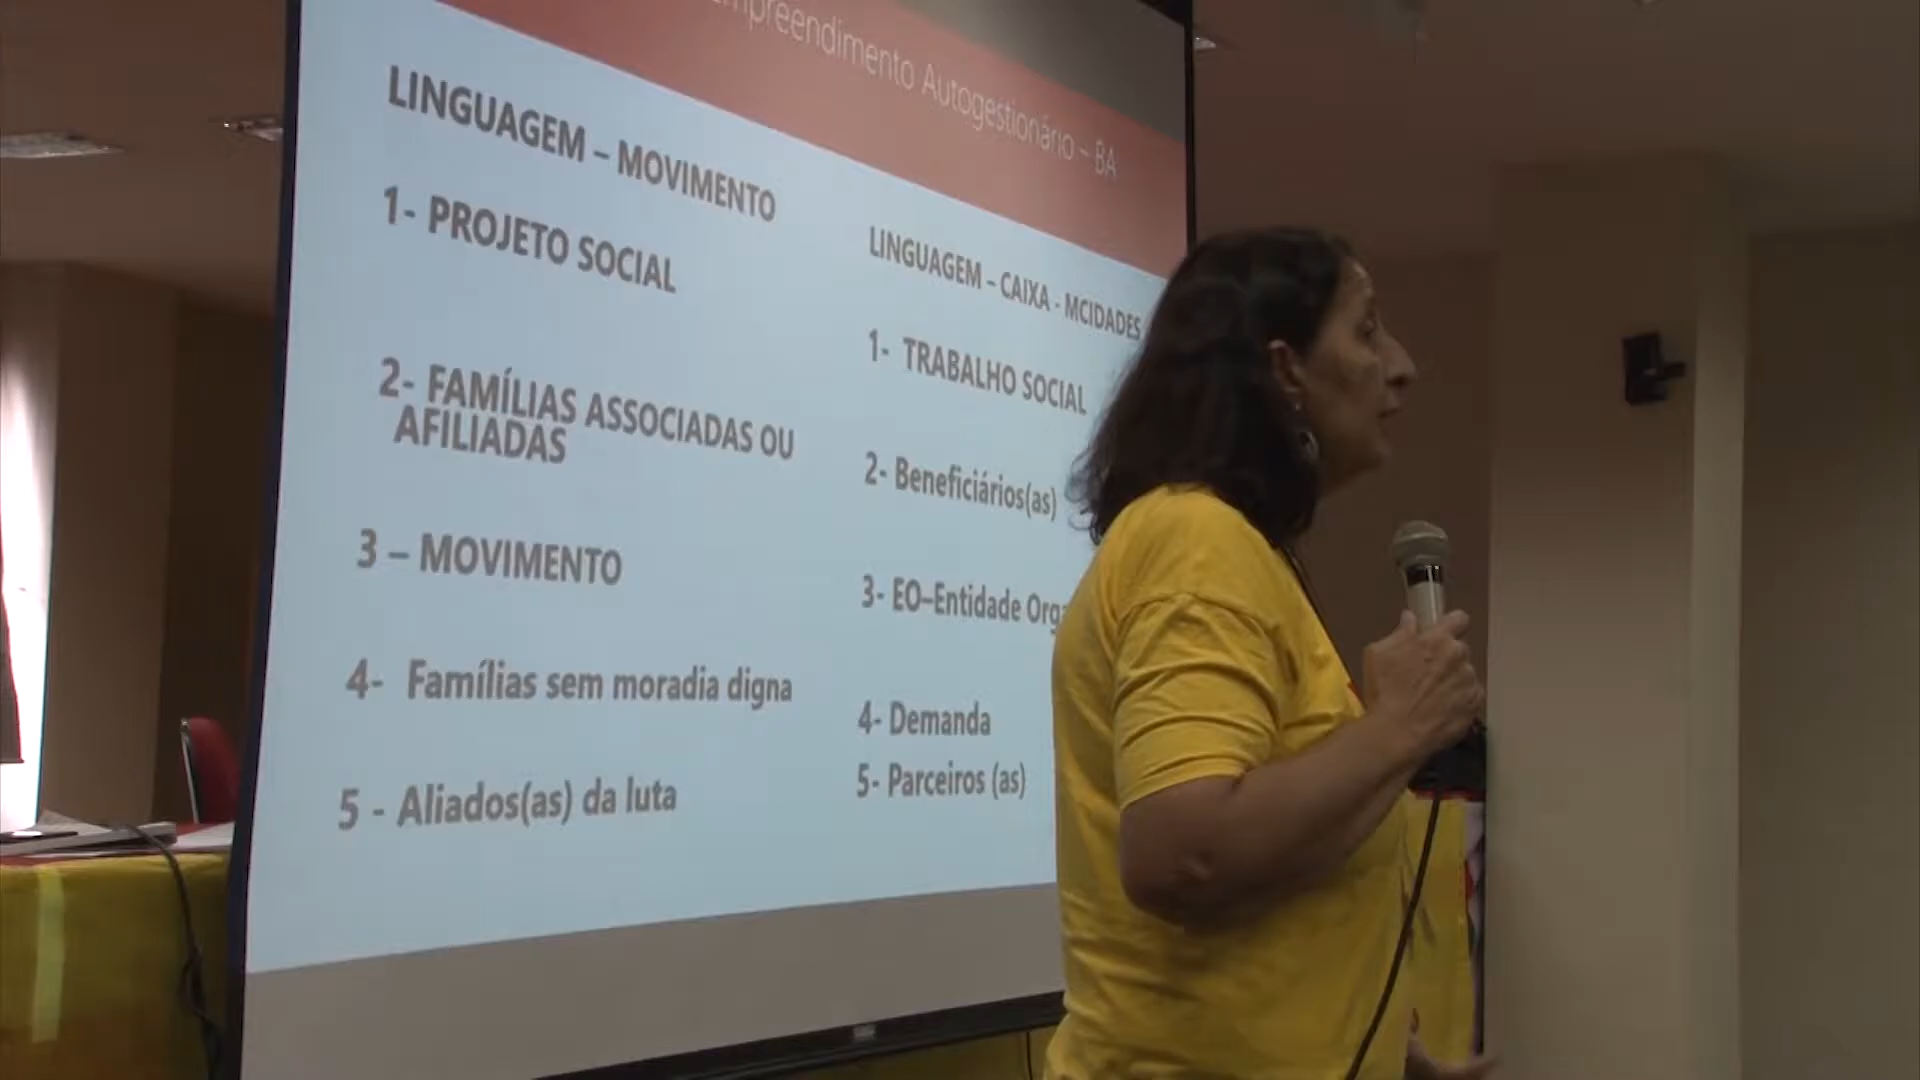 Empreendimento Autogestionário – BA
LINGUAGEM – MOVIMENTO
1- PROJETO SOCIAL
2- FAMÍLIAS ASSOCIADAS OU
AFILIADAS
3 – MOVIMENTO
4- Famílias sem moradia digna
5 - Aliados(as) da luta
LINGUAGEM – CAIXA - MCIDADES
1- TRABALHO SOCIAL
2- Beneficiários(as)
3- EO–Entidade
4- Demanda
5- Parceiros (as)